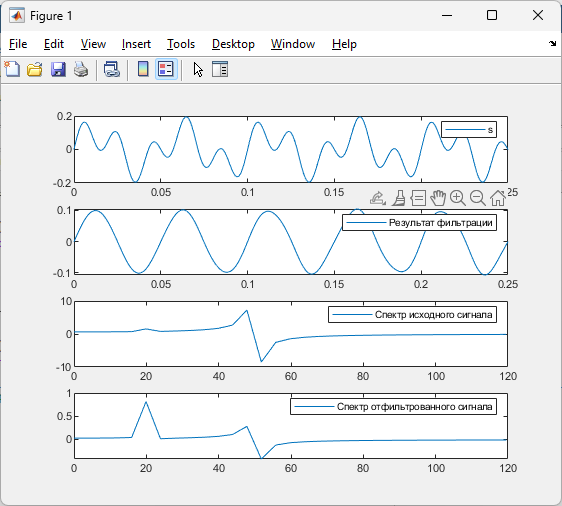 Figure 1
File Edit View Insert Tools Desktop Window Help
0.2
0
-0.2
s
0 0.05 0.1 0.15 25
0.1
0
-0.1
Результат фильтрации
0 0.05 0.1 0.15 0.2 0.25
10
0
-10
Спектр исходного сигнала
0 20 40 60 80 100 120
1
0.5
0
Спектр отфильтрованного сигнала
0 20 40 60 80 100 120